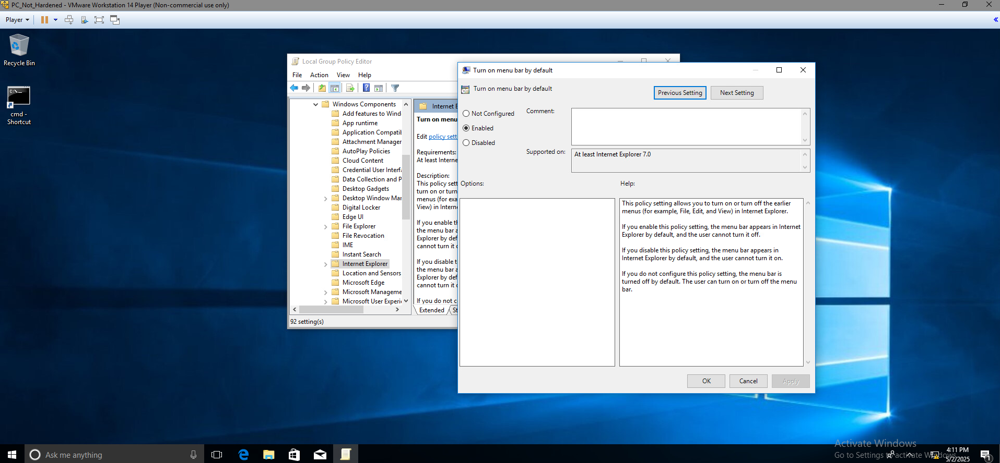 PC_Not_Hardened - VMware Workstation 14 Player (Non-commercial use only)
Player
Recycle Bin
cmd -
Shortcut
Local Group Policy Editor
File Action View Help
Windows Components
Add features to Wind
App runtime
Application Compatib
Attachment Manager
AutoPlay Policies
Cloud Content
Credential User Interfa
Data Collection and P
Desktop Gadgets
Desktop Window Mar
Digital Locker
Edge UI
File Explorer
File Revocation
IME
Instant Search
Internet Explorer
Location and Sensors
Microsoft Edge
Microsoft Manageme
Microsoft User Experi
92 setting(s)
Internet E
Turn on menu
Edit policy sett
Requirements:
At least Interne
Description:
This policy sett
turn on or turn
menus (for exa
View) in Intern
If you enable th
the menu bar a
Explorer by def
cannot turn it o
If you disable t
the menu bar a
Explorer by def
cannot turn it o
If you do not c
Extended
St
Turn on menu bar by default
Turn on menu bar by default
Previous Setting
Next Setting
Not Configured
Enabled
Disabled
Comment:
Supported on:
At least Internet Explorer 7.0
Options:
Help:
This policy setting allows you to turn on or turn off the earlier
menus (for example, File, Edit, and View) in Internet Explorer.
If you enable this policy setting, the menu bar appears in Internet
Explorer by default, and the user cannot turn it off.
If you disable this policy setting, the menu bar appears in
Internet Explorer by default, and the user cannot turn it on.
If you do not configure this policy setting, the menu bar is
turned off by default. The user can turn on or turn off the menu
bar.
OK
Cancel
Apply
Activate Windows
Go to Settings to activate Windows.
Ask me anything
4:11 PM
5/2/2025
1